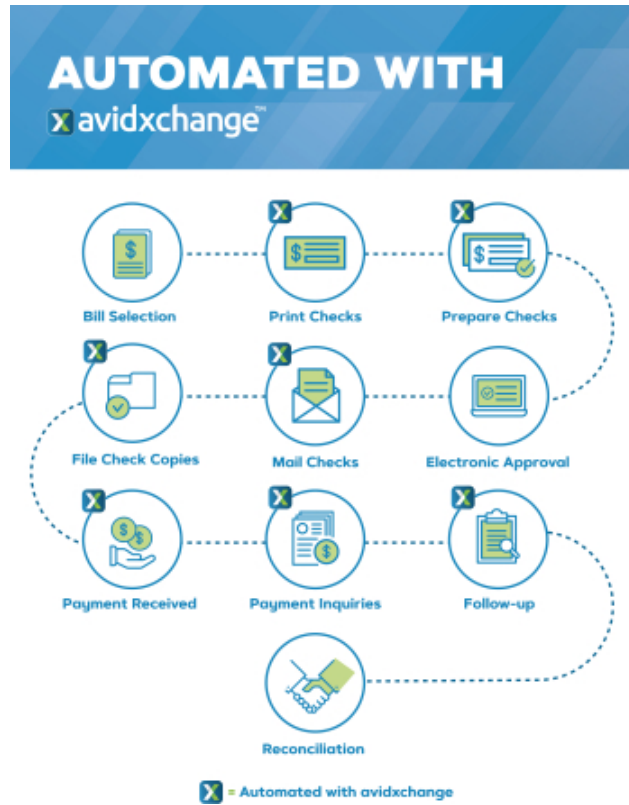 AUTOMATED WITH
avidxchange™
Bill Selection
Print Checks
Prepare Checks
File Check Copies
Mail Checks
Electronic Approval
Payment Received
Payment Inquiries
Follow-up
Reconciliation
= Automated with avidxchange